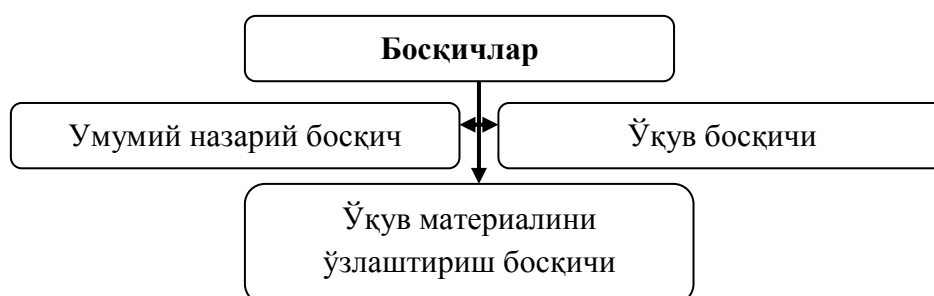 Босқичлар
Умумий назарий босқич
Ўқув босқичи
Ўқув материалини
ўзлаштириш босқичи